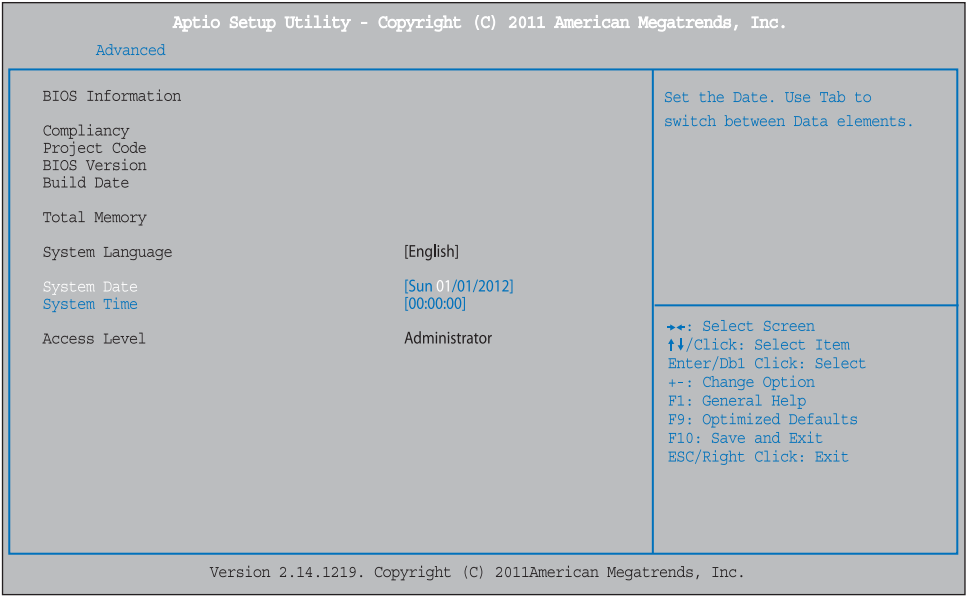 Aptio Setup Utility - Copyright (C) 2011 American Megatrends, Inc.
Advanced
BIOS Information
Compliancy
Project Code
BIOS Version
Build Date
Total Memory
System Language [English]
System Date [Sun 01/01/2012]
System Time [00:00:00]
Access Level Administrator
Set the Date. Use Tab to
switch between Data elements.
→←: Select Screen
↑↓/Click: Select Item
Enter/Db1 Click: Select
+-: Change Option
F1: General Help
F9: Optimized Defaults
F10: Save and Exit
ESC/Right Click: Exit
Version 2.14.1219. Copyright (C) 2011American Megatrends, Inc.